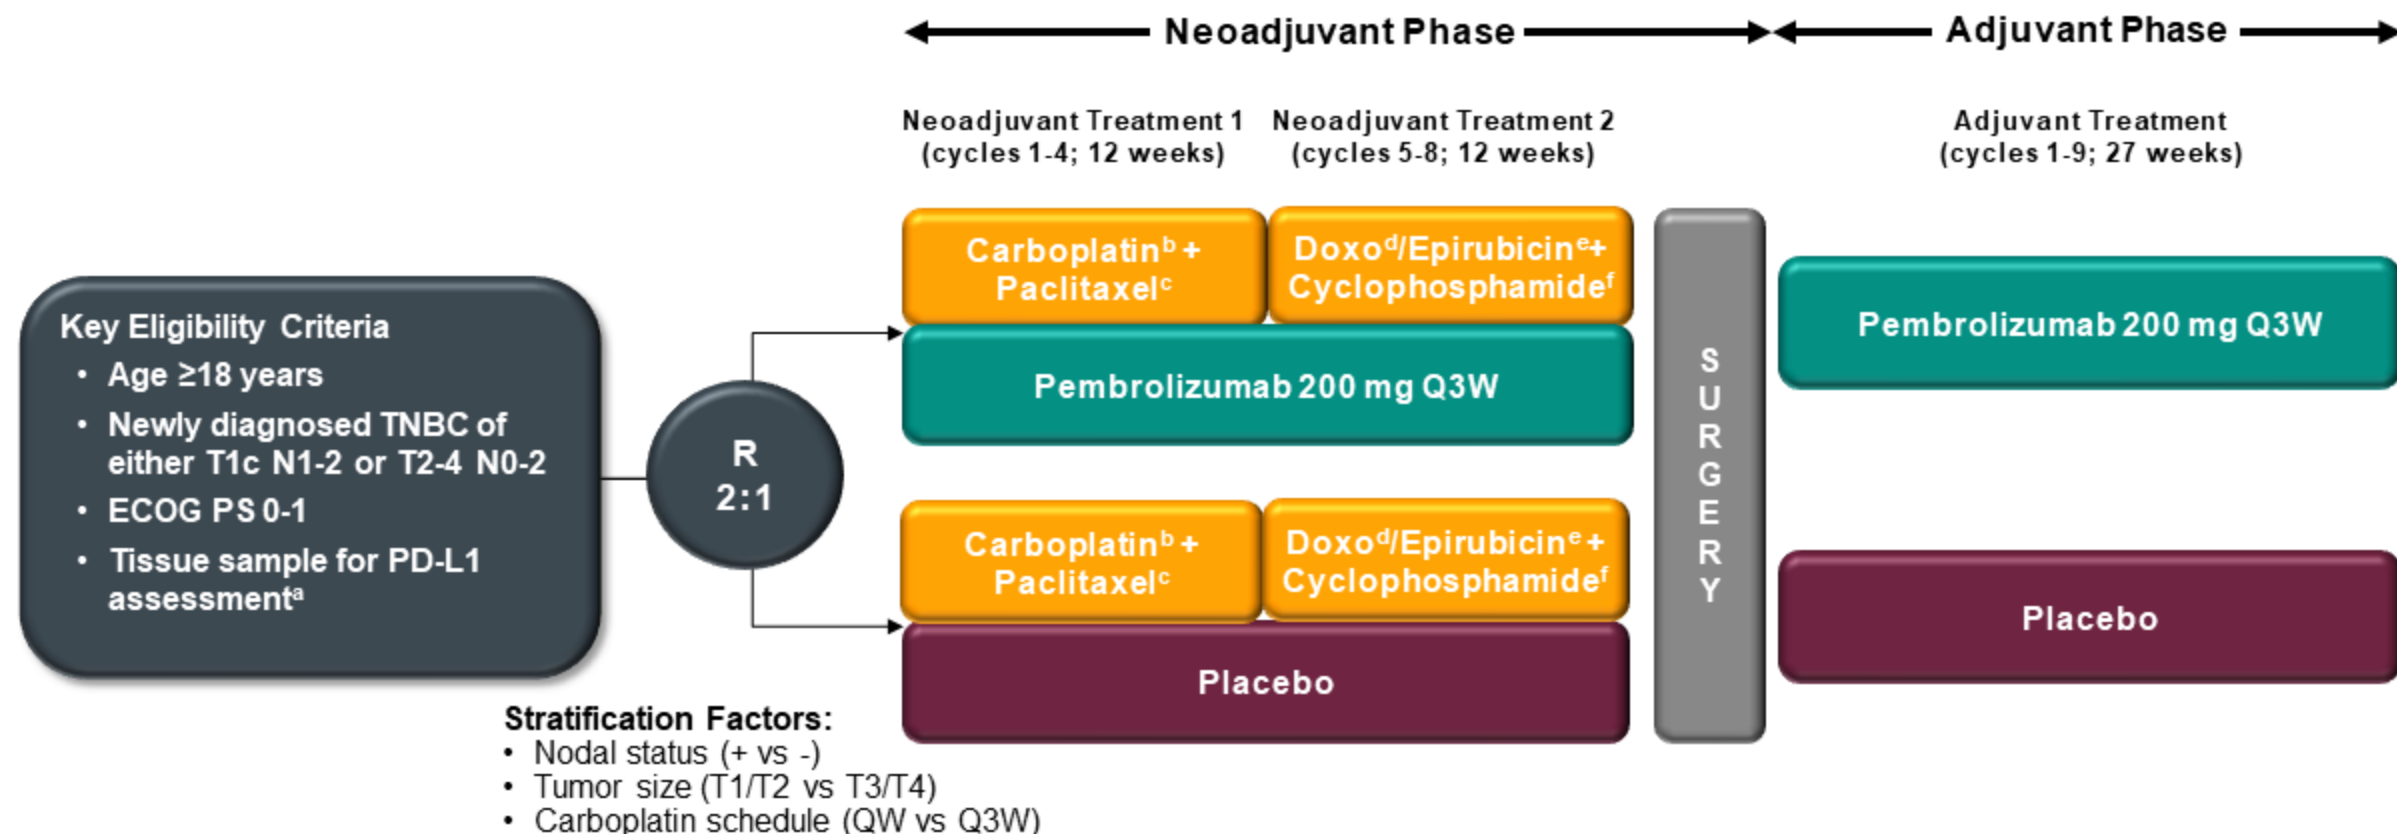 Neoadjuvant Phase
Adjuvant Phase
Neoadjuvant Treatment 1
(cycles 1-4; 12 weeks)
Neoadjuvant Treatment 2
(cycles 5-8; 12 weeks)
Adjuvant Treatment
(cycles 1-9; 27 weeks)
Key Eligibility Criteria
• Age ≥18 years
• Newly diagnosed TNBC of
either T1c N1-2 or T2-4 N0-2
• ECOG PS 0-1
• Tissue sample for PD-L1
assessmentᵃ
R
2:1
Carboplatinᵇ +
Paclitaxelᶜ
Doxoᵈ/Epirubicinᵉ+
Cyclophosphamideᶠ
Pembrolizumab 200 mg Q3W
Carboplatinᵇ +
Paclitaxelᶜ
Doxoᵈ/Epirubicinᵉ +
Cyclophosphamideᶠ
Placebo
S
U
R
G
E
R
Y
Pembrolizumab 200 mg Q3W
Placebo
Stratification Factors:
• Nodal status (+ vs -)
• Tumor size (T1/T2 vs T3/T4)
• Carboplatin schedule (QW vs Q3W)